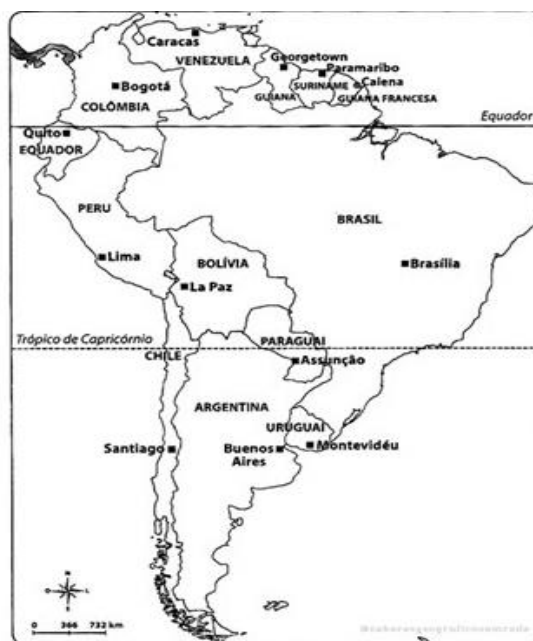 Caracas
VENEZUELA
Georgetown
Paramaribo
Caiena
SURINAME
GUIANA
GUIANA FRANCESA
Bogotá
COLÔMBIA
Equador
Quito
EQUADOR
PERU
BRASIL
Lima
BOLÍVIA
Brasília
La Paz
Trópico de Capricórnio
PARAGUAI
CHILE
Assunção
ARGENTINA
URUGUAI
Santiago
Buenos
Aires
Montevidéu
N
O L
S
0 366 732 km